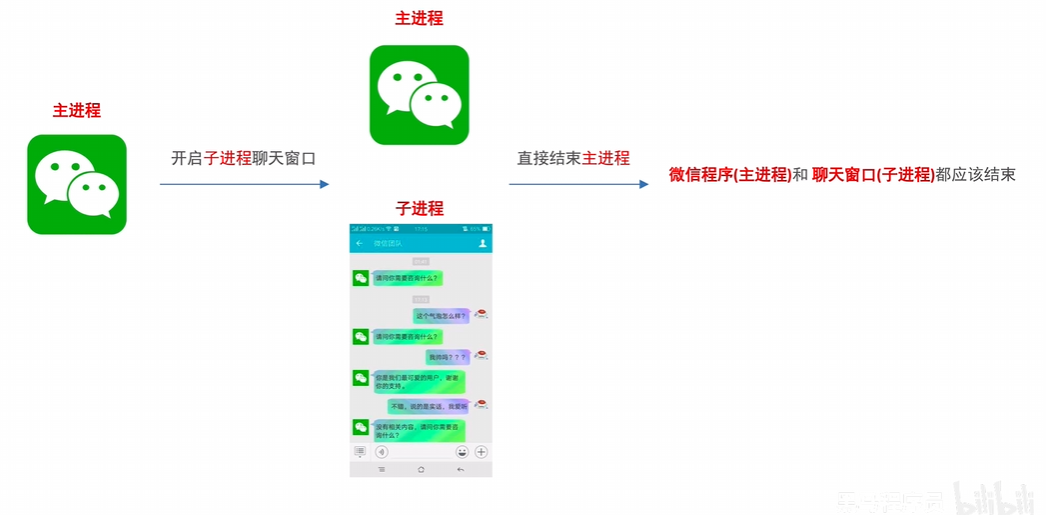 主进程
主进程
开启子进程聊天窗口
直接结束主进程
微信程序(主进程)和 聊天窗口(子进程)都应该结束
子进程
17:15
微信团队
请问你需要咨询什么？
这个气泡怎么样？
请问你需要咨询什么？
我帅吗？？？
您是我们最可爱的用户，谢谢
你的支持。
不错，说的是实话，我爱听
没有相关内容，请问你需要咨
询什么？
bilibili